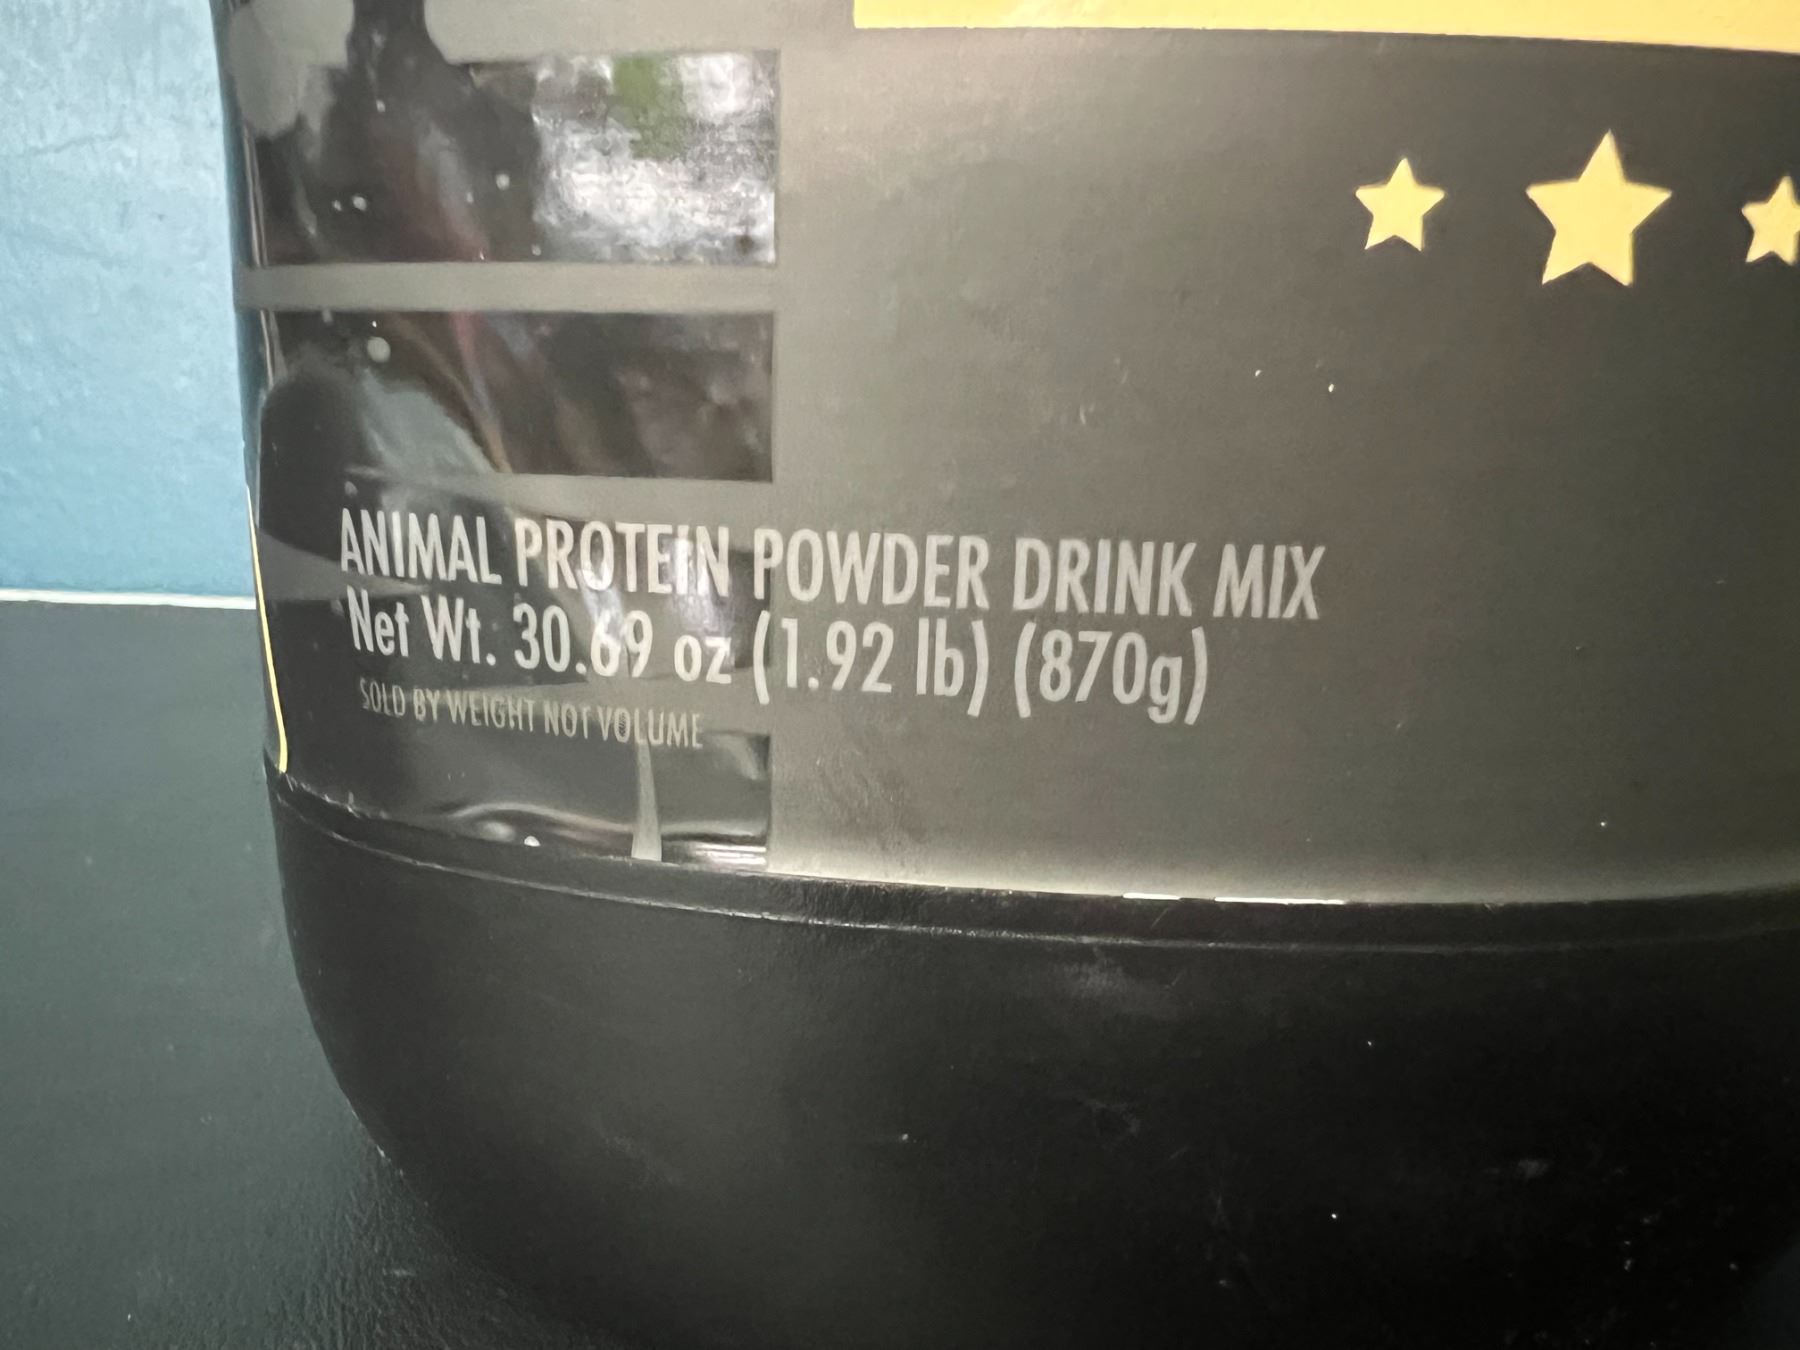 ANIMAL PROTEIN POWDER DRINK MIX
Net Wt. 30.69 oz (1.92 lb) (870g)
SOLD BY WEIGHT NOT VOLUME